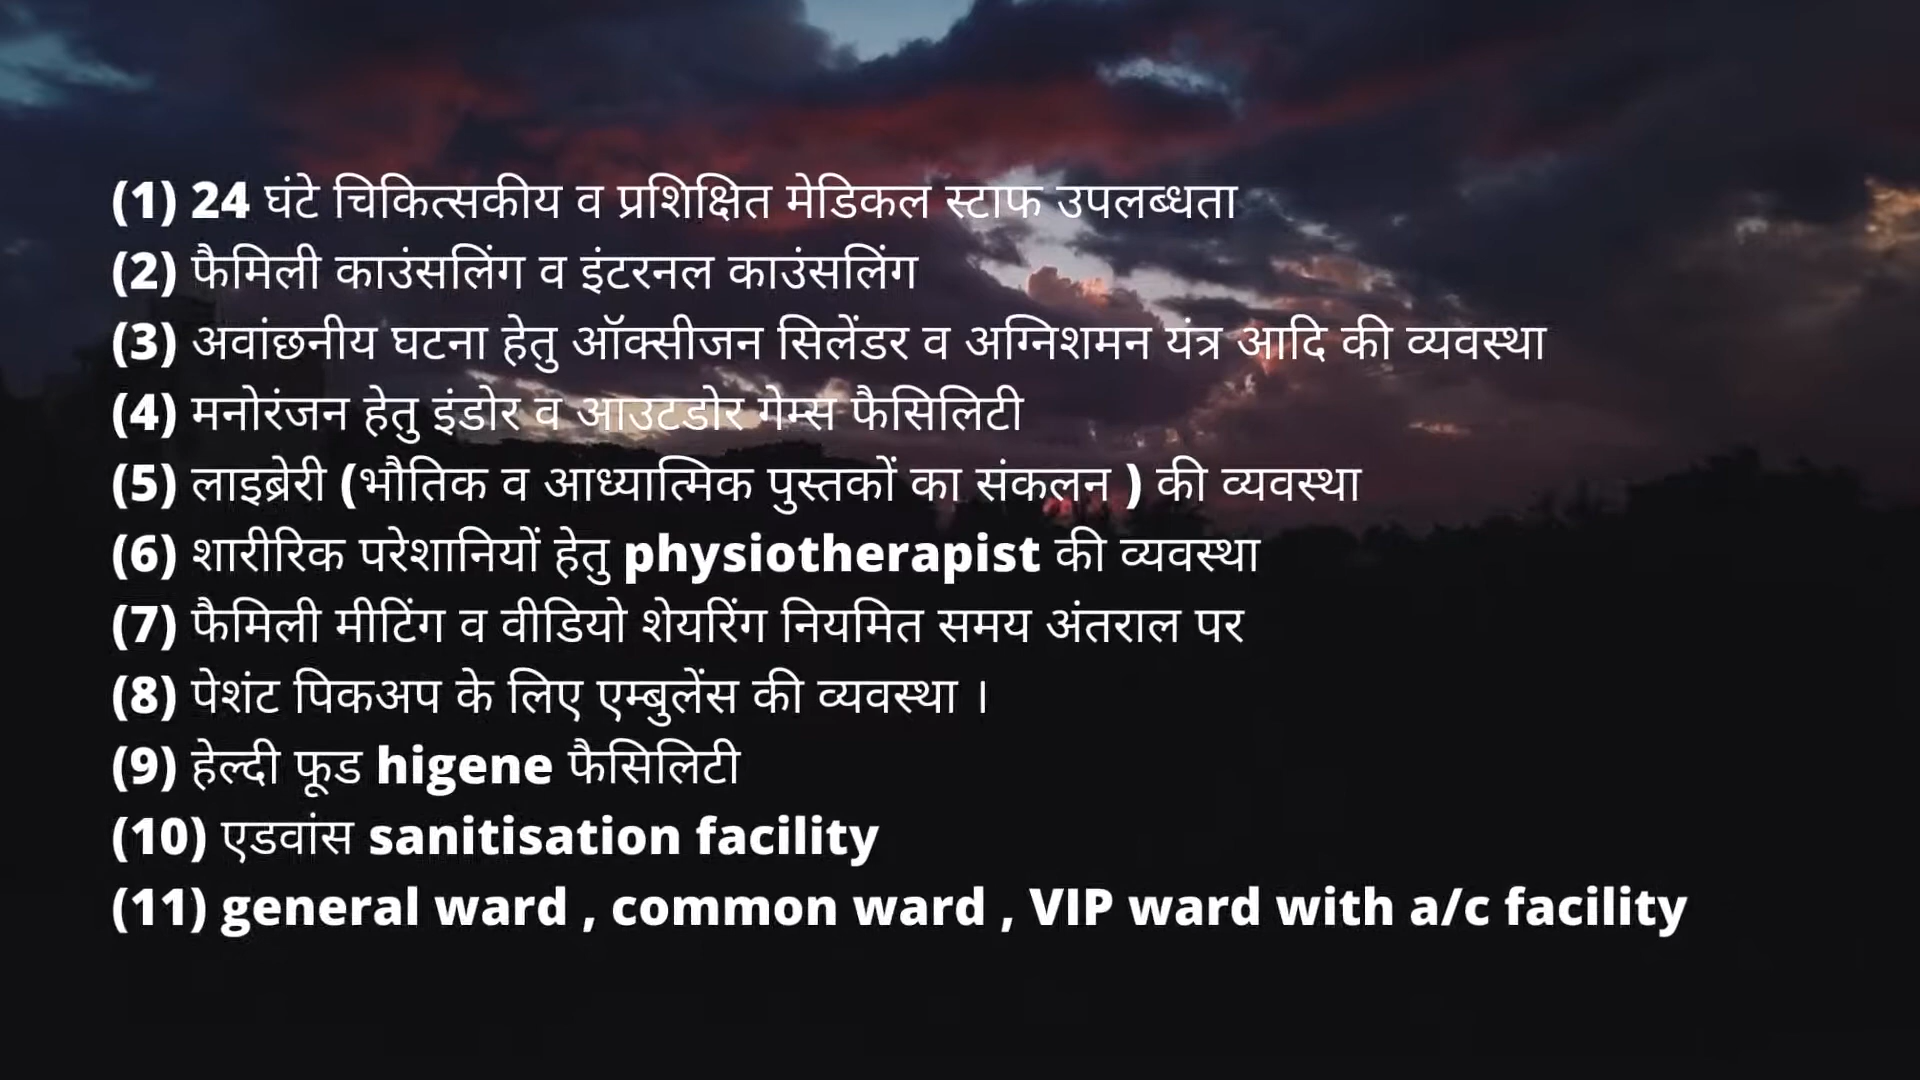 (1) 24 घंटे चिकित्सकीय व प्रशिक्षित मेडिकल स्टाफ उपलब्धता
(2) फैमिली काउंसलिंग व इंटरनल काउंसलिंग
(3) अवांछनीय घटना हेतु ऑक्सीजन सिलेंडर व अग्निशमन यंत्र आदि की व्यवस्था
(4) मनोरंजन हेतु इंडोर व आउटडोर गेम्स फैसिलिटी
(5) लाइब्रेरी (भौतिक व आध्यात्मिक पुस्तकों का संकलन ) की व्यवस्था
(6) शारीरिक परेशानियों हेतु physiotherapist की व्यवस्था
(7) फैमिली मीटिंग व वीडियो शेयरिंग नियमित समय अंतराल पर
(8) पेशंट पिकअप के लिए एम्बुलेंस की व्यवस्था ।
(9) हेल्दी फूड higene फैसिलिटी
(10) एडवांस sanitisation facility
(11) general ward , common ward , VIP ward with a/c facility